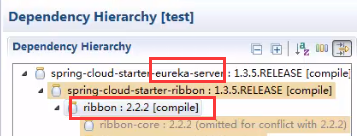 Dependency Hierarchy [test]
Dependency Hierarchy
spring-cloud-starter-eureka-server : 1.3.5.RELEASE [compile]
spring-cloud-starter-ribbon : 1.3.5.RELEASE [compile]
ribbon : 2.2.2 [compile]
ribbon-core : 2.2.2 (omitted for conflict with 2.2.2)